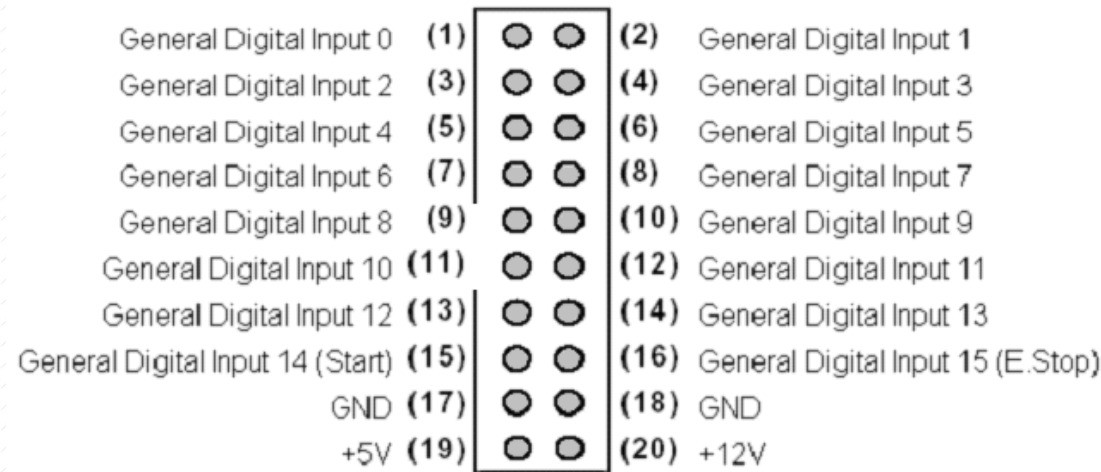 General Digital Input 0 (1) (2) General Digital Input 1
General Digital Input 2 (3) (4) General Digital Input 3
General Digital Input 4 (5) (6) General Digital Input 5
General Digital Input 6 (7) (8) General Digital Input 7
General Digital Input 8 (9) (10) General Digital Input 9
General Digital Input 10 (11) (12) General Digital Input 11
General Digital Input 12 (13) (14) General Digital Input 13
General Digital Input 14 (Start) (15) (16) General Digital Input 15 (E.Stop)
GND (17) (18) GND
+5V (19) (20) +12V